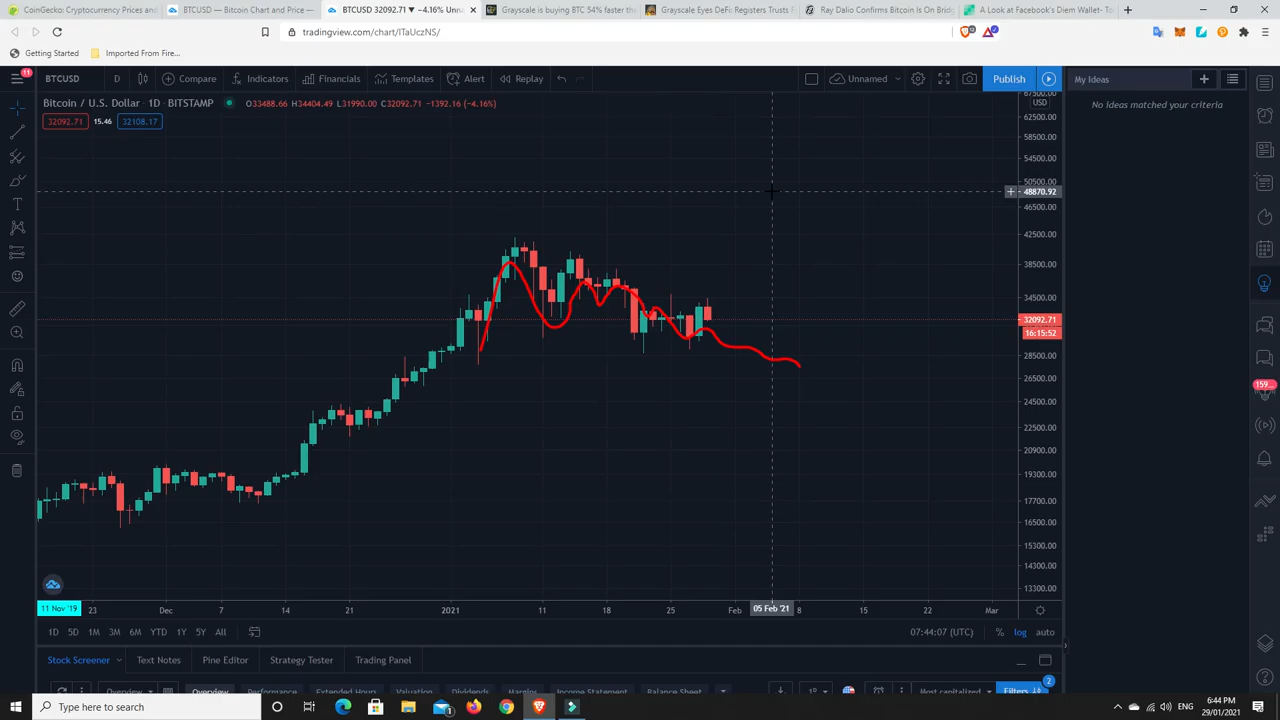 CoinGecko: Cryptocurrency Prices and
BTCUSD — Bitcoin Chart and Price —
BTCUSD 32092.71 ▼ −4.16% Unna
Grayscale is buying BTC 54% faster tha
Grayscale Eyes DeFi: Registers Trusts F
Ray Dalio Confirms Bitcoin Is On Bridg
A Look at Facebook's Diem Wallet- To
tradingview.com/chart/ITaUczNS/
Getting Started
Imported From Fire...
11
BTCUSD
D
Compare
Indicators
Financials
Templates
Alert
Replay
Unnamed
Publish
My Ideas
Bitcoin / U.S. Dollar · 1D · BITSTAMP
O33488.66 H34404.49 L31990.00 C32092.71 −1392.16 (−4.16%)
32092.71
15.46
32108.17
No ideas matched your criteria
67500.00
USD
62500.00
58500.00
54500.00
50500.00
48870.92
46500.00
42500.00
38500.00
34500.00
32092.71
16:15:52
28500.00
26500.00
24500.00
22500.00
20900.00
19300.00
17700.00
16500.00
15300.00
14300.00
13300.00
159
11 Nov '19
23
Dec
7
14
21
2021
11
18
25
Feb
05 Feb '21
8
15
22
Mar
1D
5D
1M
3M
6M
YTD
1Y
5Y
All
07:44:07 (UTC)
%
log
auto
Stock Screener
Text Notes
Pine Editor
Strategy Tester
Trading Panel
2
Overview
Overview
Performance
Extended Hours
Valuation
Dividends
Margins
Income Statement
Balance Sheet
Most capitalized
Filters
Type here to search
6:44 PM
29/01/2021